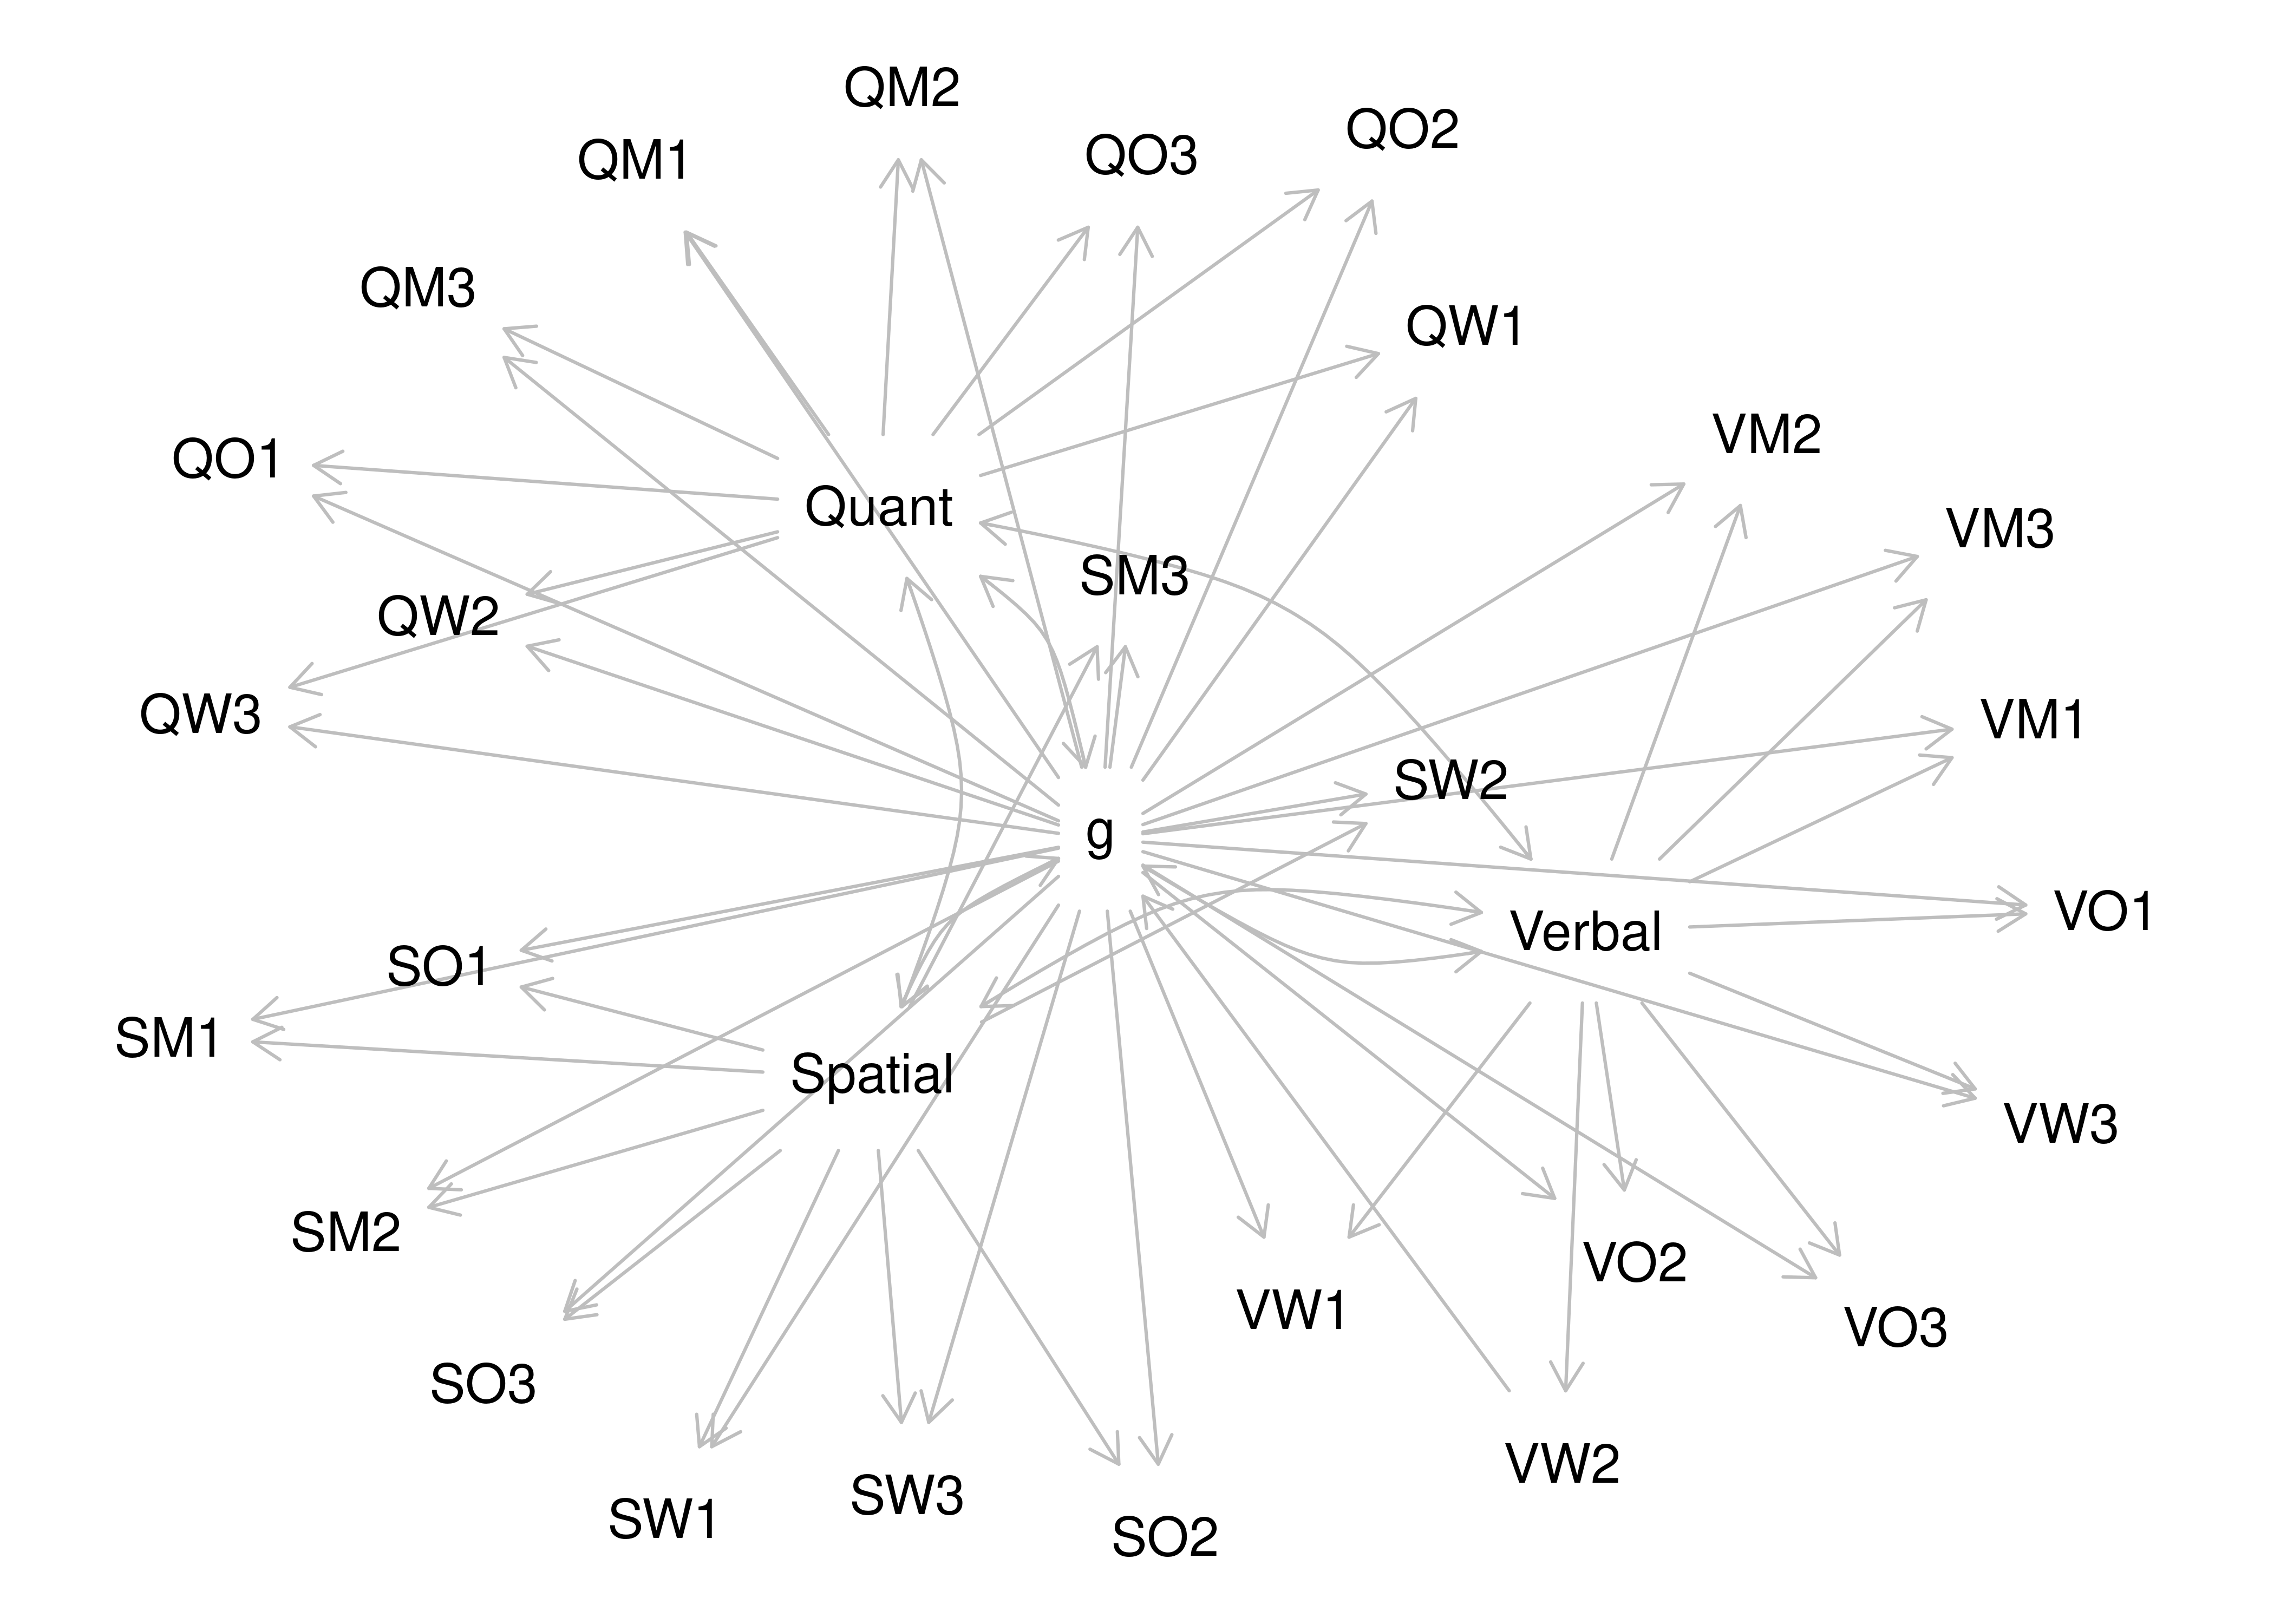 QM2
QO2
QO3
QM1
QM3
QW1
VM2
QO1
Quant
VM3
SM3
QW2
QW3
VM1
SW2
g
VO1
Verbal
SO1
SM1
Spatial
VW3
SM2
VO2
VW1
VO3
SO3
VW2
SW3
SW1
SO2